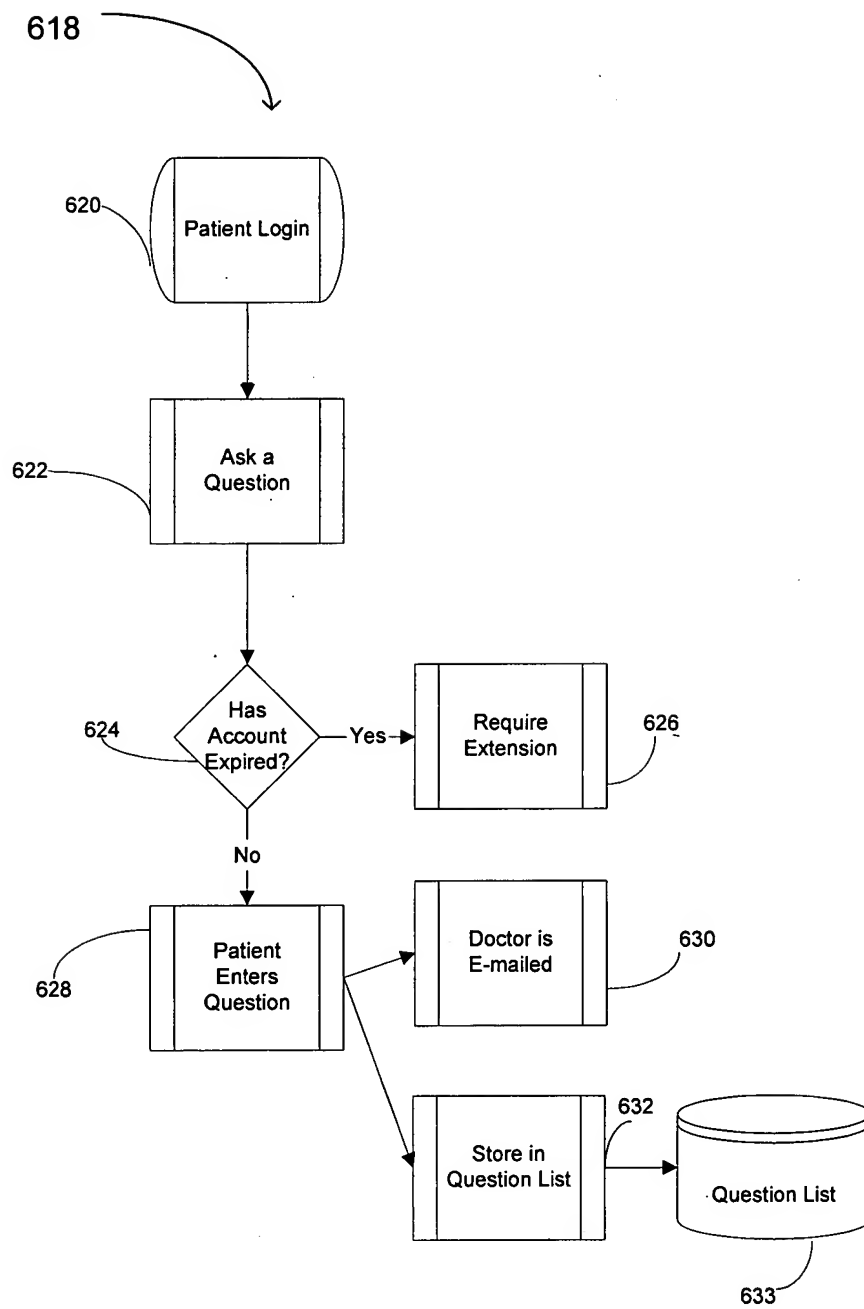 618
620
Patient Login
622
Ask a
Question
624
Has
Account
Expired?
Yes
Require
Extension
626
No
628
Patient
Enters
Question
Doctor is
E-mailed
630
Store in
Question List
632
Question List
633